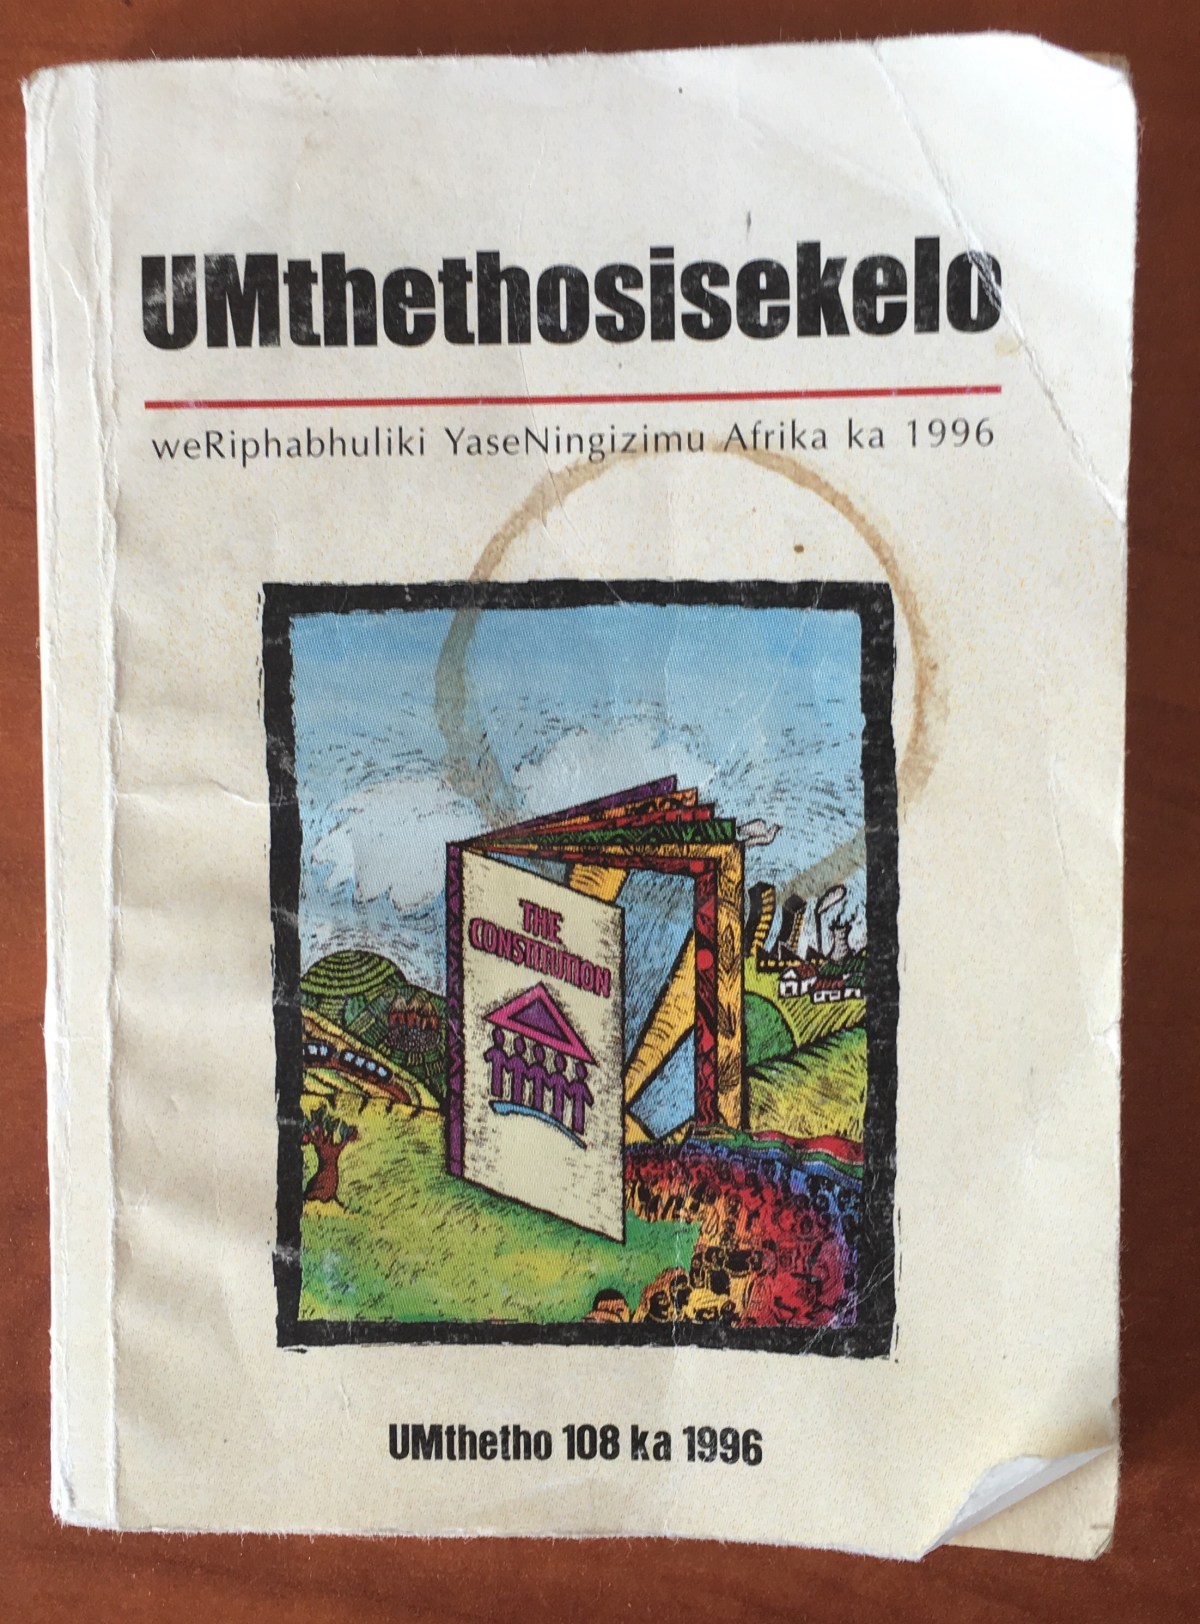 UMthethosisekelo
weRiphabhuliki YaseNingizimu Afrika ka 1996
THE
CONSTITUTION
UMthetho 108 ka 1996